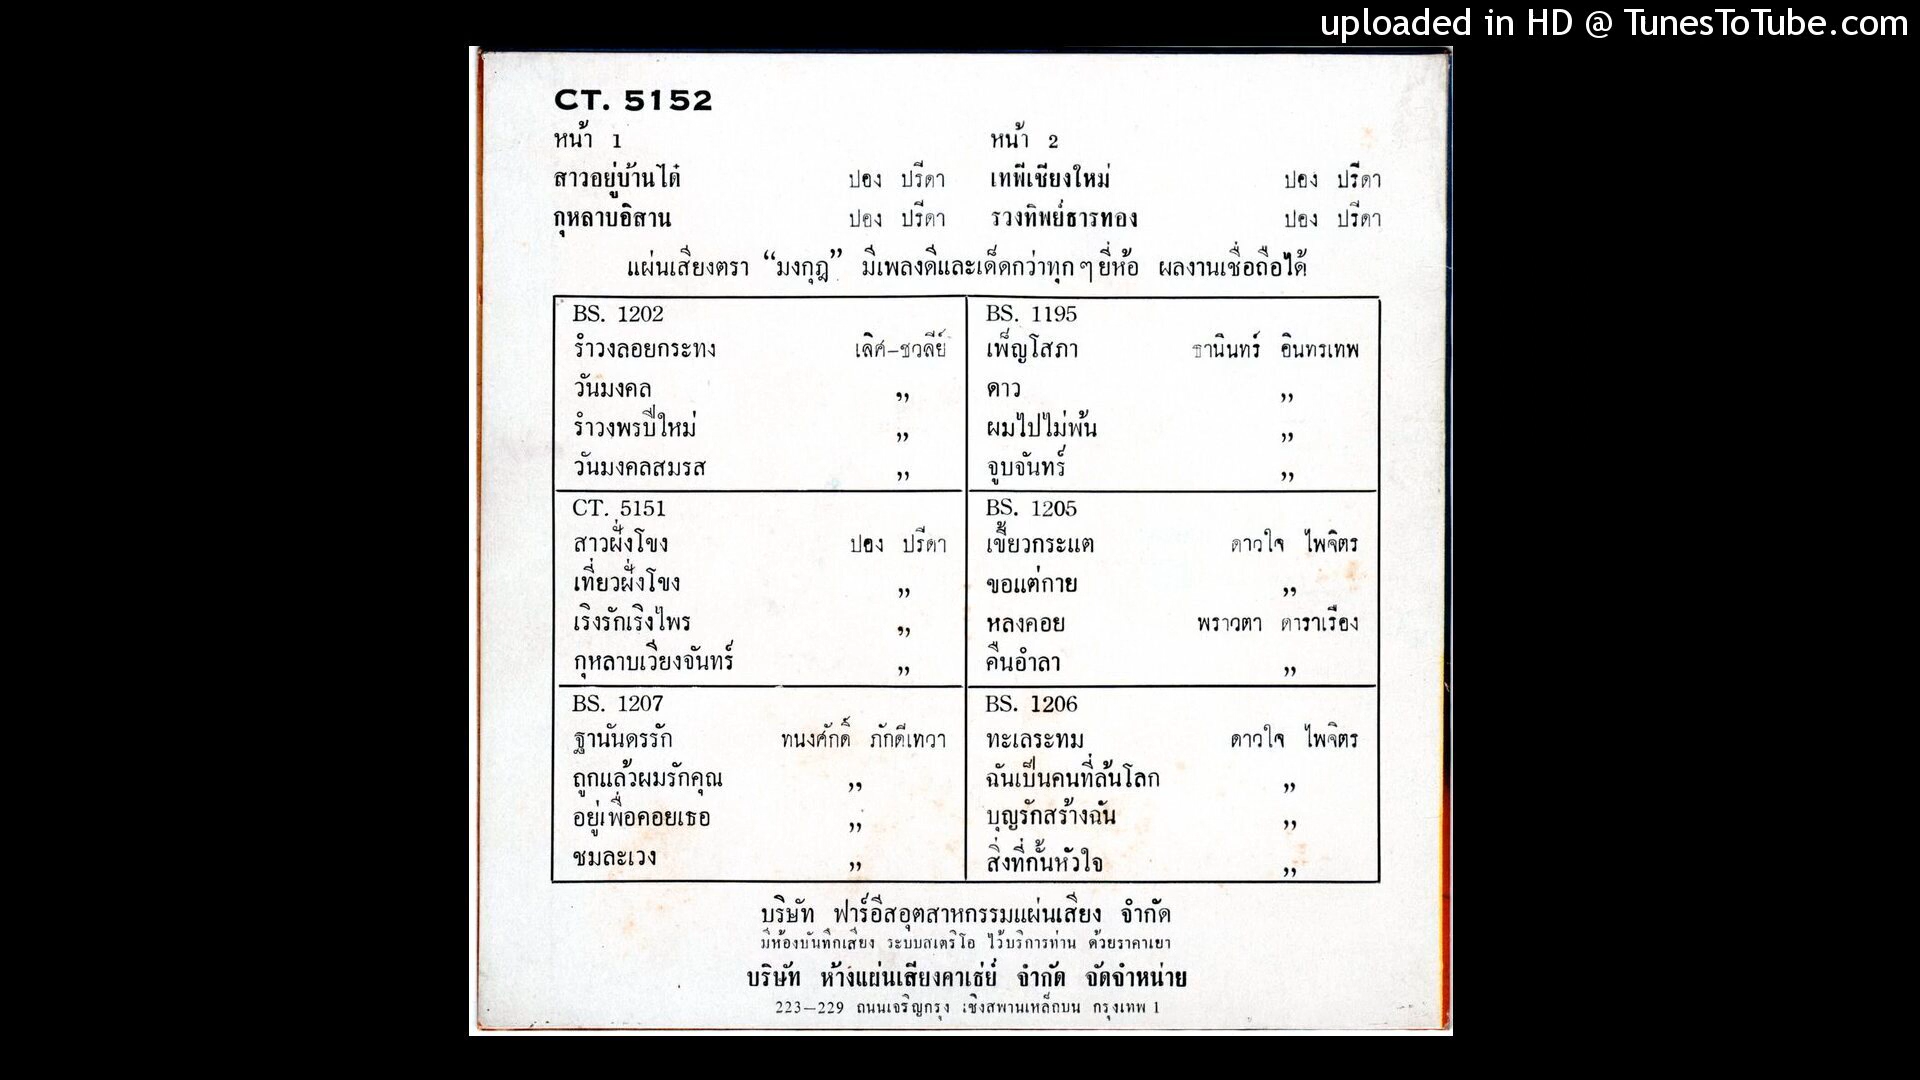 uploaded in HD @ TunesToTube.com
CT. 5152
หน้า 1
สาวอยู่บ้านได๋ ปอง ปรีดา
กุหลาบอิสาน ปอง ปรีดา
หน้า 2
เทพีเชียงใหม่ ปอง ปรีดา
รวงทิพย์ธารทอง ปอง ปรีดา
แผ่นเสียงตรา “มงกุฎ” มีเพลงดีและเด็ดกว่าทุก ๆ ยี่ห้อ ผลงานเชื่อถือได้
BS. 1202
รำวงลอยกระทง เลิศ-ชวลีย์
วันมงคล ,,
รำวงพรปีใหม่ ,,
วันมงคลสมรส ,,
BS. 1195
เพ็ญโสภา ธานินทร์ อินทรเทพ
ดาว ,,
ผมไปไม่พ้น ,,
จูบจันทร์ ,,
CT. 5151
สาวฝั่งโขง ปอง ปรีดา
เที่ยวฝั่งโขง ,,
เริงรักเริงไพร ,,
กุหลาบเวียงจันทร์ ,,
BS. 1205
เขี้ยวกระแต ดาวใจ ไพจิตร
ขอแต่กาย ,,
หลงคอย พราวตา ดาราเรือง
คืนอำลา ,,
BS. 1207
ฐานันดรรัก ทนงศักดิ์ ภักดีเทวา
ถูกแล้วผมรักคุณ ,,
อยู่เพื่อคอยเธอ ,,
ชมละเวง ,,
BS. 1206
ทะเลระทม ดาวใจ ไพจิตร
ฉันเป็นคนที่ล้นโลก ,,
บุญรักสร้างฉัน ,,
สิ่งที่กั้นหัวใจ ,,
บริษัท ฟาร์อีสอุตสาหกรรมแผ่นเสียง จำกัด
มีห้องบันทึกเสียง ระบบสเตริโอ ไว้บริการท่าน ด้วยราคาเยา
บริษัท ห้างแผ่นเสียงคาเธ่ย์ จำกัด จัดจำหน่าย
223—229 ถนนเจริญกรุง เชิงสพานเหล็กบน กรุงเทพ 1